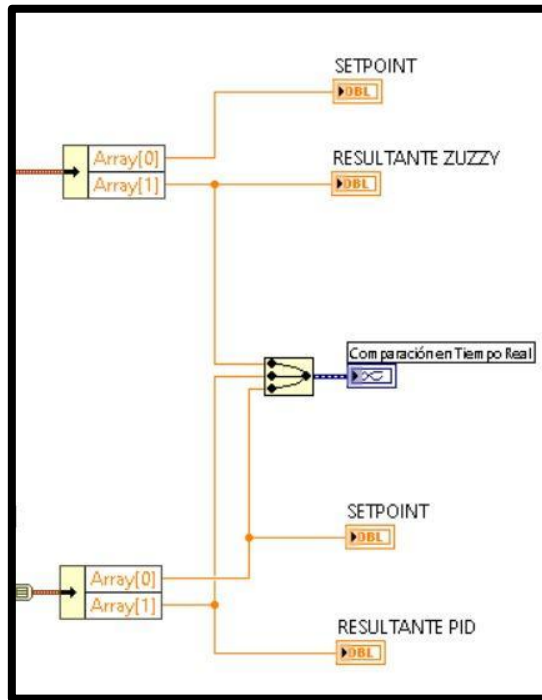 SETPOINT
DBL
Array[0]
RESULTANTE ZUZZY
Array[1]
DBL
Comparación en Tiempo Real
SETPOINT
DBL
Array[0]
Array[1]
RESULTANTE PID
DBL